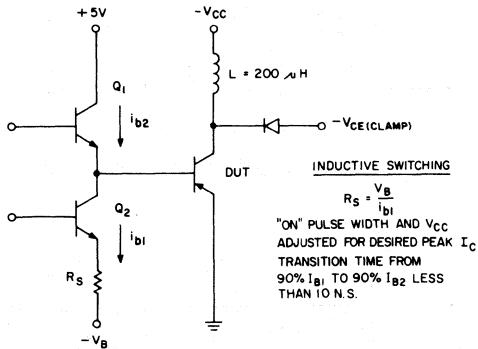 +5V
-VCC
Q1
ib2
L = 200 μH
-VCE(CLAMP)
DUT
Q2
ib1
RS
-VB
INDUCTIVE SWITCHING
RS = VB / ib1
"ON" PULSE WIDTH AND VCC
ADJUSTED FOR DESIRED PEAK IC
TRANSITION TIME FROM
90% IB1 TO 90% IB2 LESS
THAN 10 N.S.